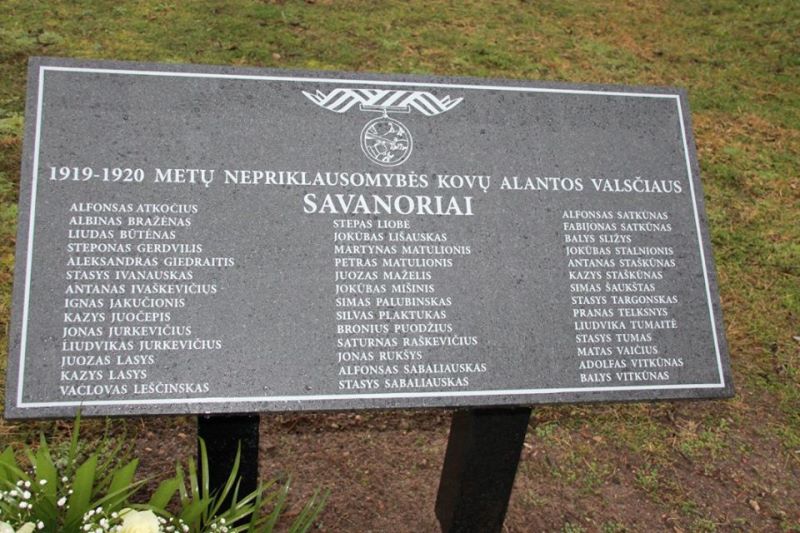 1919-1920 METŲ NEPRIKLAUSOMYBĖS KOVŲ ALANTOS VALSČIAUS
SAVANORIAI
ALFONSAS ATKOČIUS
ALBINAS BRAŽĖNAS
LIUDAS BŪTĖNAS
STEPONAS GERDVILIS
ALEKSANDRAS GIEDRAITIS
STASYS IVANAUSKAS
ANTANAS IVAŠKEVIČIUS
IGNAS JAKUČIONIS
KAZYS JUOČEPIS
JONAS JURKEVIČIUS
LIUDVIKAS JURKEVIČIUS
JUOZAS LASYS
KAZYS LASYS
VACLOVAS LEŠČINSKAS
STEPAS LIOBĖ
JOKŪBAS LIŠAUSKAS
MARTYNAS MATULIONIS
PETRAS MATULIONIS
JUOZAS MAŽELIS
JOKŪBAS MIŠINIS
SIMAS PALUBINSKAS
SILVAS PLAKTUKAS
BRONIUS PUODŽIUS
SATURNAS RAŠKEVIČIUS
JONAS RUKŠYS
ALFONSAS SABALIAUSKAS
STASYS SABALIAUSKAS
ALFONSAS SATKŪNAS
FABIJONAS SATKŪNAS
BALYS SLIŽYS
JOKŪBAS STALNIONIS
ANTANAS STAŠKŪNAS
KAZYS STAŠKŪNAS
SIMAS ŠAUKŠTAS
STASYS TARGONSKAS
PRANAS TELKSNYS
LIUDVIKA TUMAITĖ
STASYS TUMAS
MATAS VAIČIUS
ADOLFAS VITKŪNAS
BALYS VITKŪNAS